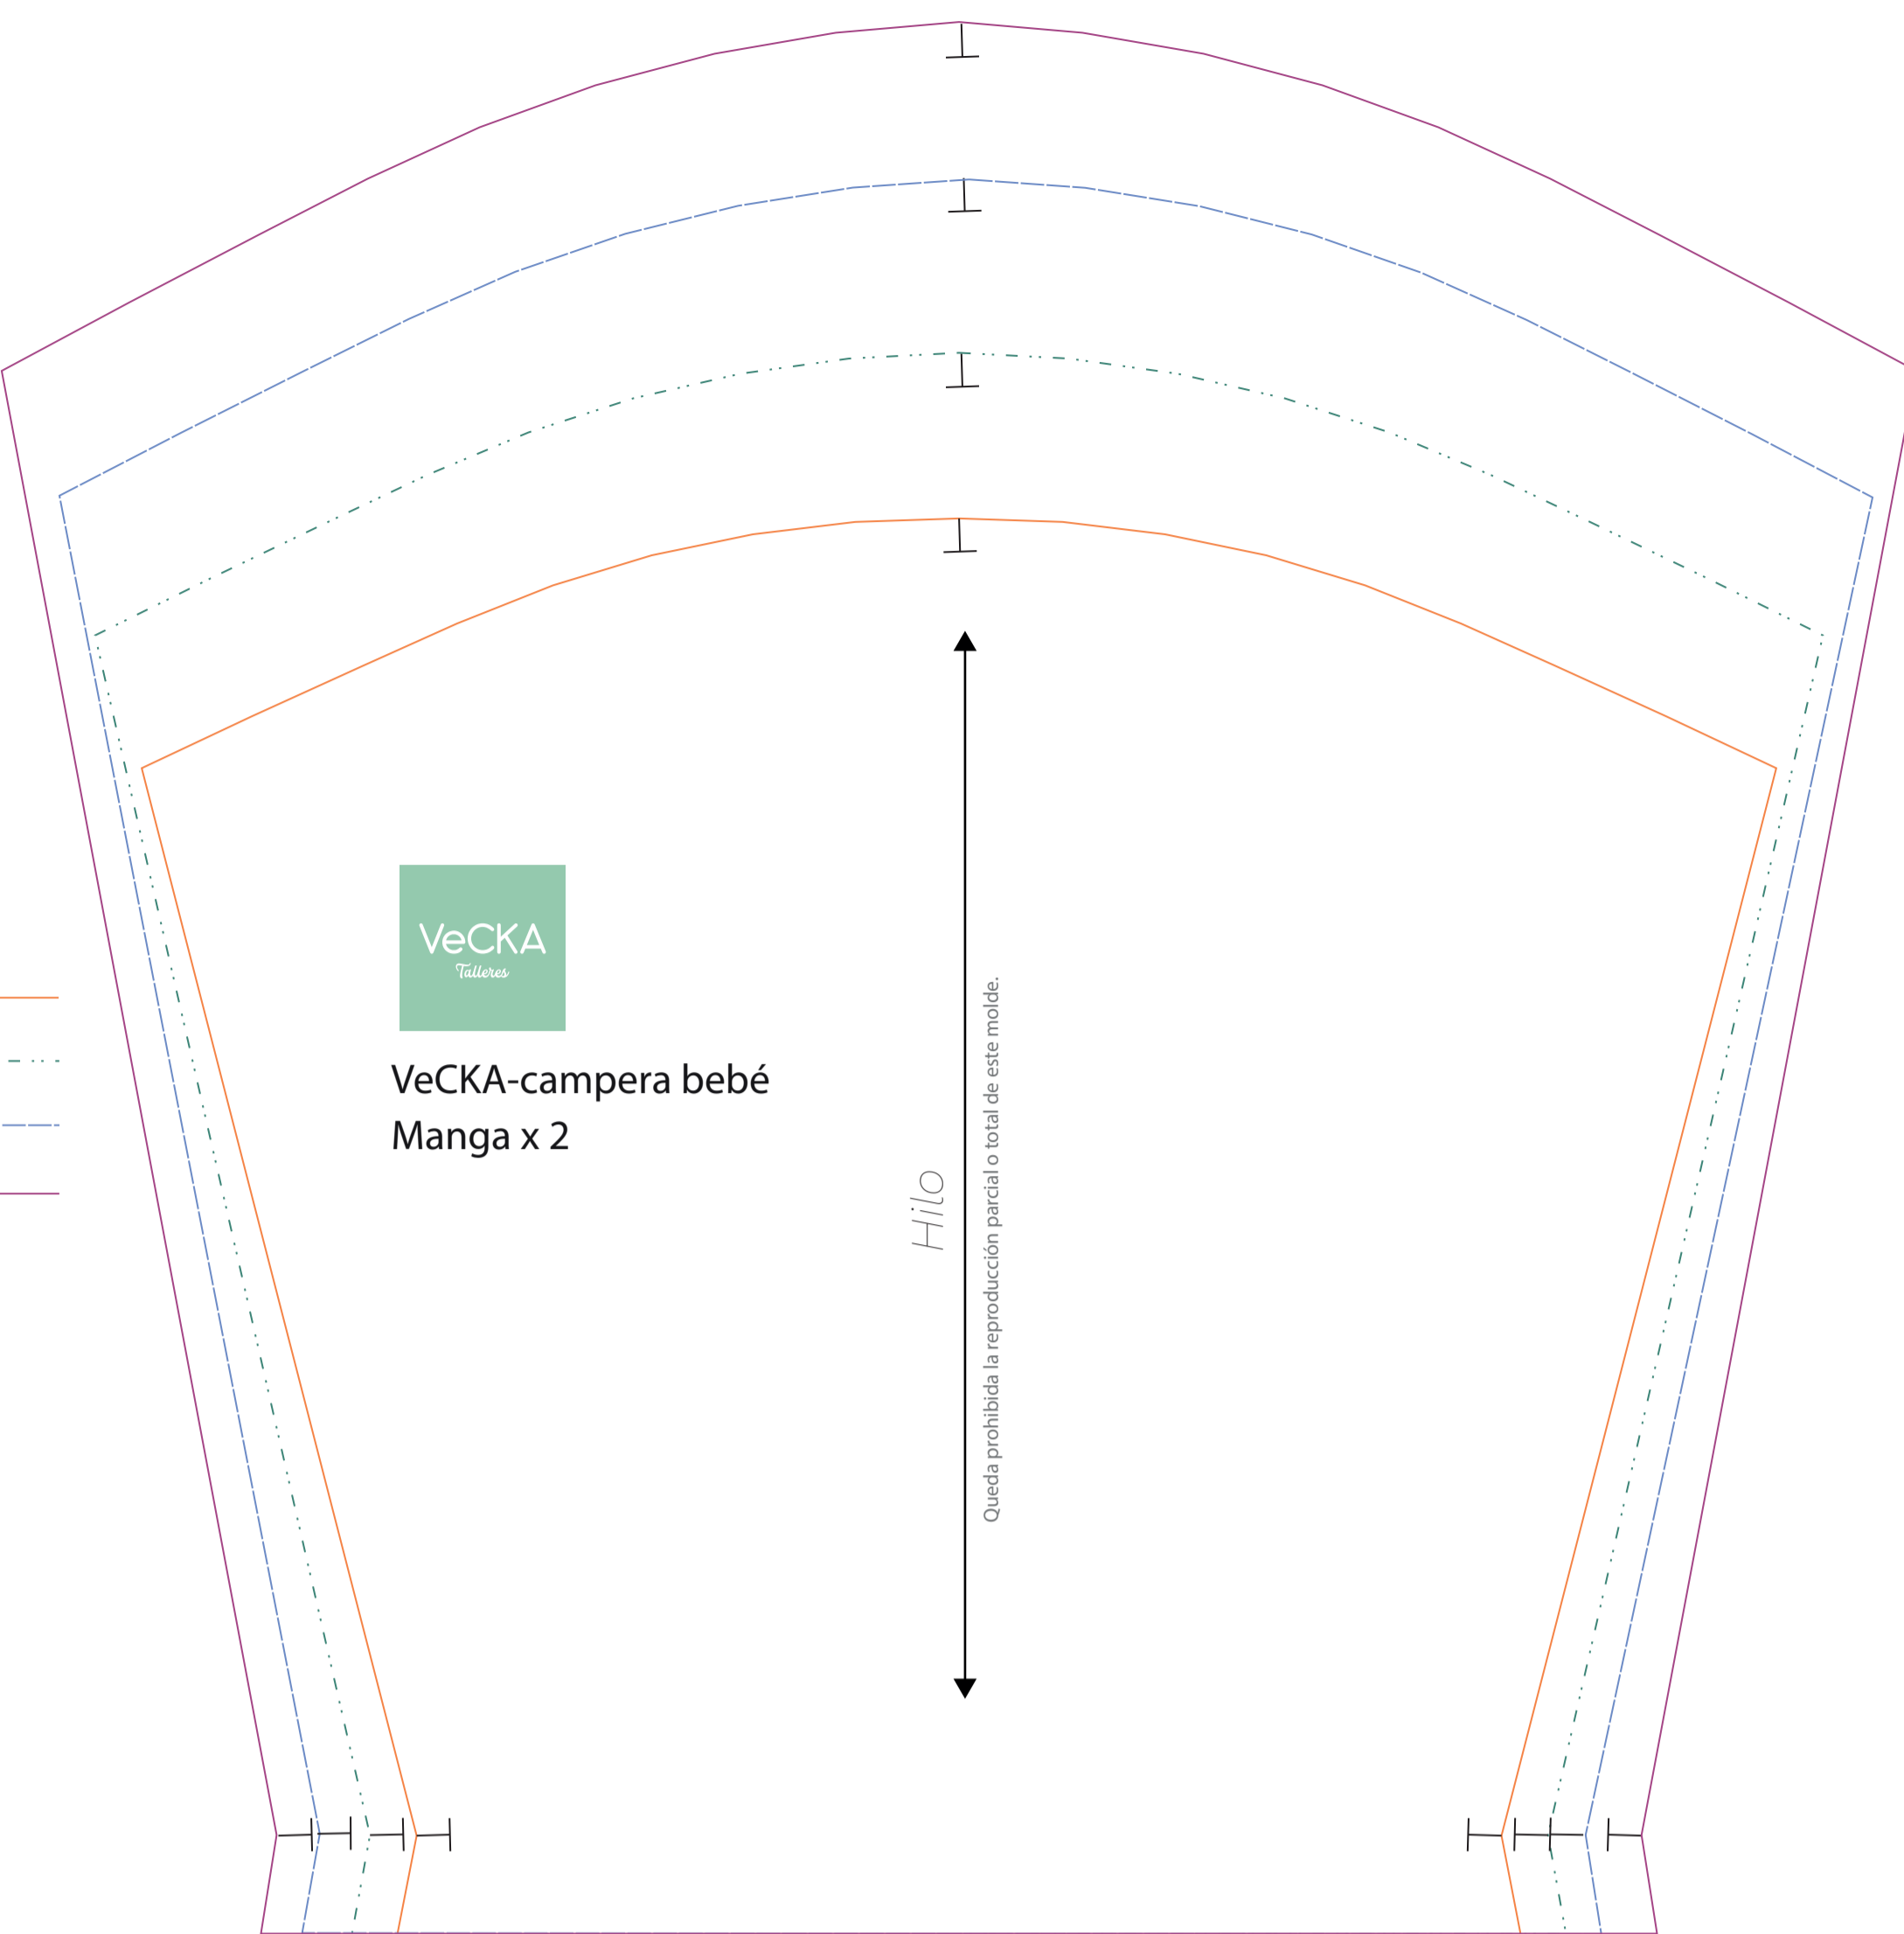 VeCKA
Talleres
VeCKA-campera bebé
Manga x 2
Hilo
Queda prohibida la reproducción parcial o total de este molde.